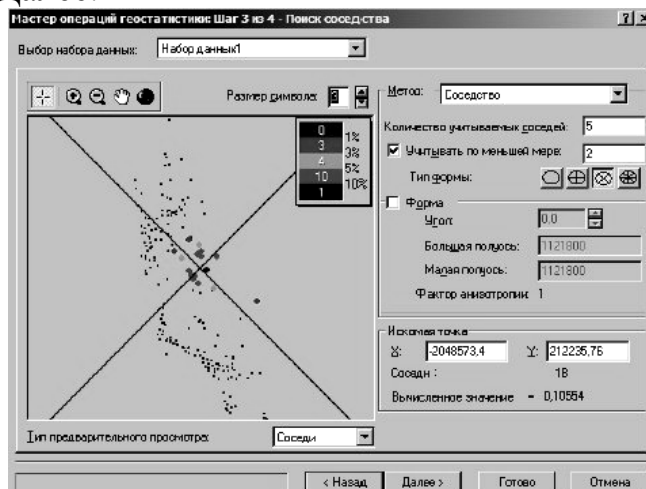 Мастер операций геостатистики: Шаг 3 из 4 - Поиск соседства
Выбор набора данных: Набор данных1
Размер символа: 3
Метод: Соседство
0
3
4
10
1
1%
3%
5%
10%
Количество учитываемых соседей: 5
Учитывать по меньшей мере: 2
Тип формы:
Форма
Угол: 0,0
Большая полуось: 1121800
Малая полуось: 1121800
Фактор анизотропии: 1
Искомая точка
X: -2048573,4 Y: 212235,76
Соседи : 18
Вычисленное значение = 0,10554
Тип предварительного просмотра: Соседи
< Назад Далее > Готово Отмена